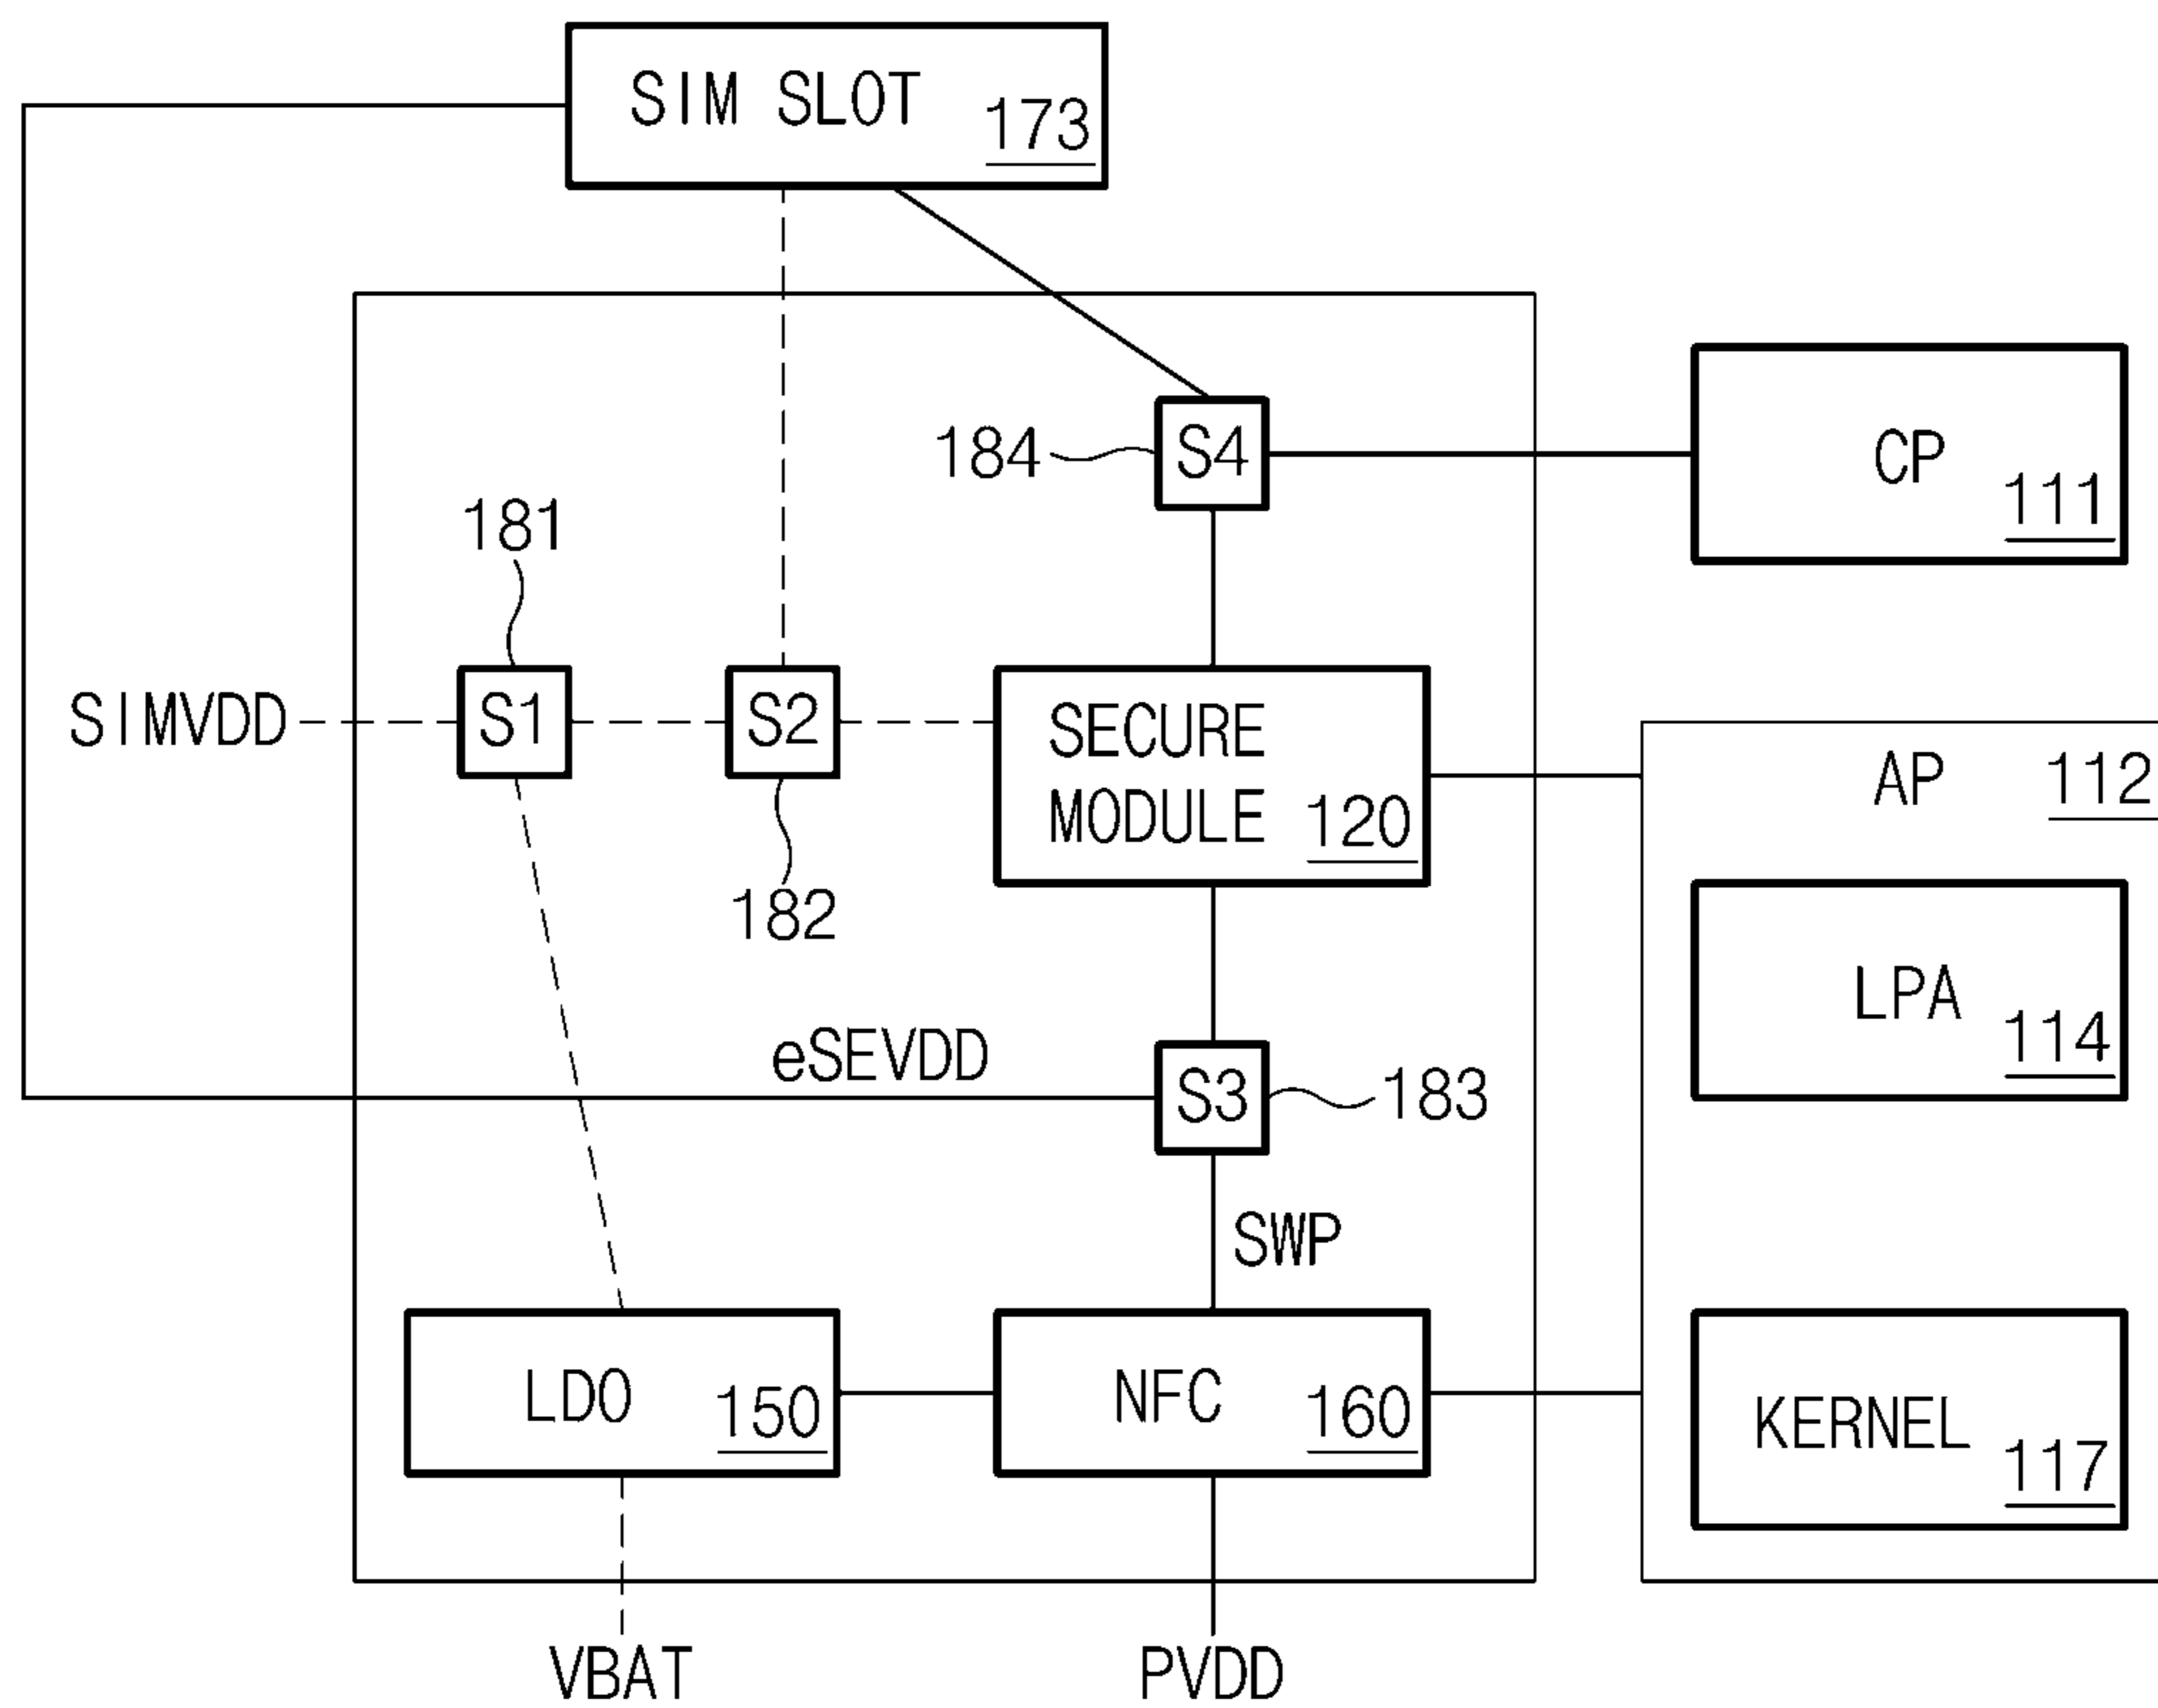 SIM SLOT 173
184
S4
CP 111
181
SIMVDD
S1
S2
SECURE
MODULE 120
AP 112
182
LPA 114
eSEVDD
S3
183
SWP
LDO 150
NFC 160
KERNEL 117
VBAT
PVDD